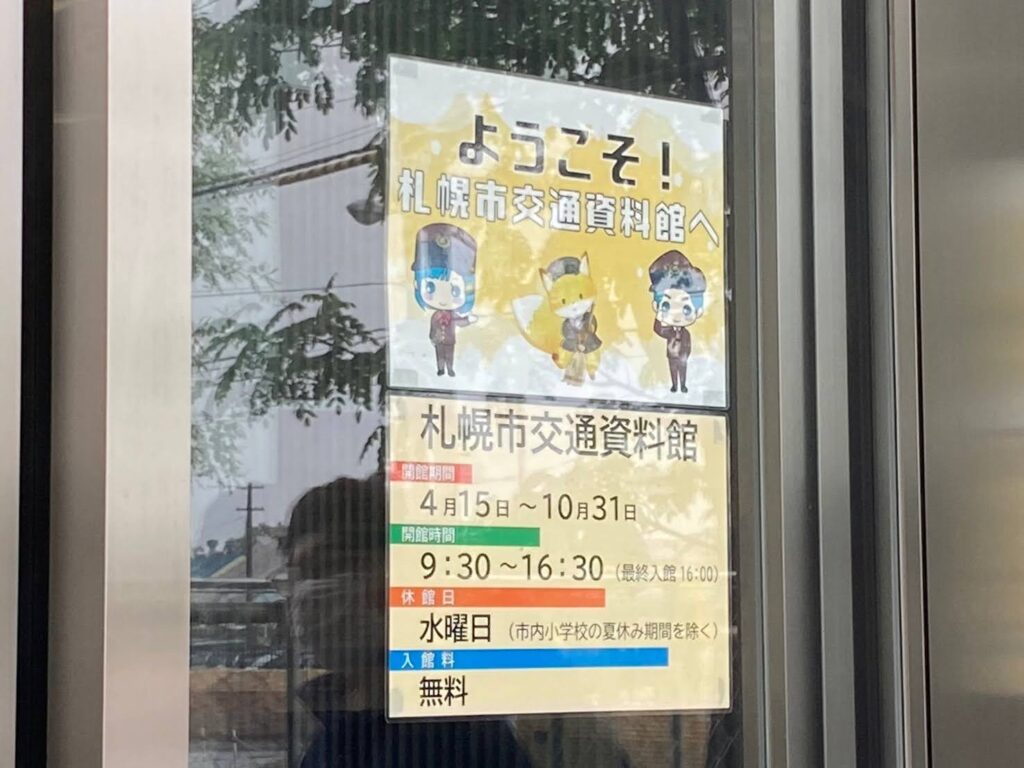 ようこそ！
札幌市交通資料館へ
札幌市交通資料館
開館期間
4月15日～10月31日
開館時間
9:30～16:30（最終入館 16:00）
休館日
水曜日（市内小学校の夏休み期間を除く）
入館料
無料